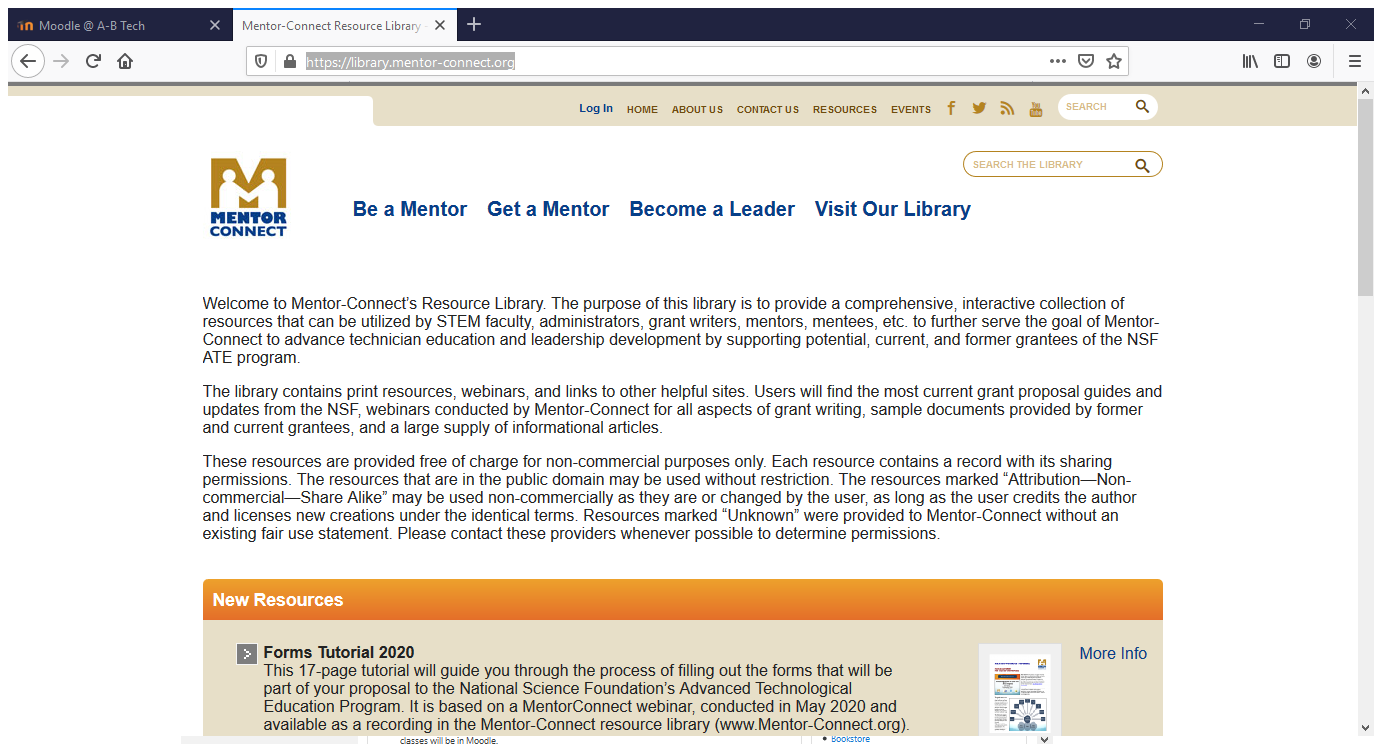 Moodle @ A-B Tech
Mentor-Connect Resource Library
https://library.mentor-connect.org
Log In HOME ABOUT US CONTACT US RESOURCES EVENTS SEARCH
SEARCH THE LIBRARY
MENTOR
CONNECT
Be a Mentor Get a Mentor Become a Leader Visit Our Library
Welcome to Mentor-Connect’s Resource Library. The purpose of this library is to provide a comprehensive, interactive collection of
resources that can be utilized by STEM faculty, administrators, grant writers, mentors, mentees, etc. to further serve the goal of Mentor-
Connect to advance technician education and leadership development by supporting potential, current, and former grantees of the NSF
ATE program.
The library contains print resources, webinars, and links to other helpful sites. Users will find the most current grant proposal guides and
updates from the NSF, webinars conducted by Mentor-Connect for all aspects of grant writing, sample documents provided by former
and current grantees, and a large supply of informational articles.
These resources are provided free of charge for non-commercial purposes only. Each resource contains a record with its sharing
permissions. The resources that are in the public domain may be used without restriction. The resources marked “Attribution—Non-
commercial—Share Alike” may be used non-commercially as they are or changed by the user, as long as the user credits the author
and licenses new creations under the identical terms. Resources marked “Unknown” were provided to Mentor-Connect without an
existing fair use statement. Please contact these providers whenever possible to determine permissions.
New Resources
Forms Tutorial 2020
More Info
This 17-page tutorial will guide you through the process of filling out the forms that will be
part of your proposal to the National Science Foundation’s Advanced Technological
Education Program. It is based on a MentorConnect webinar, conducted in May 2020 and
available as a recording in the Mentor-Connect resource library (www.Mentor-Connect.org).
classes will be in Moodle.
Bookstore